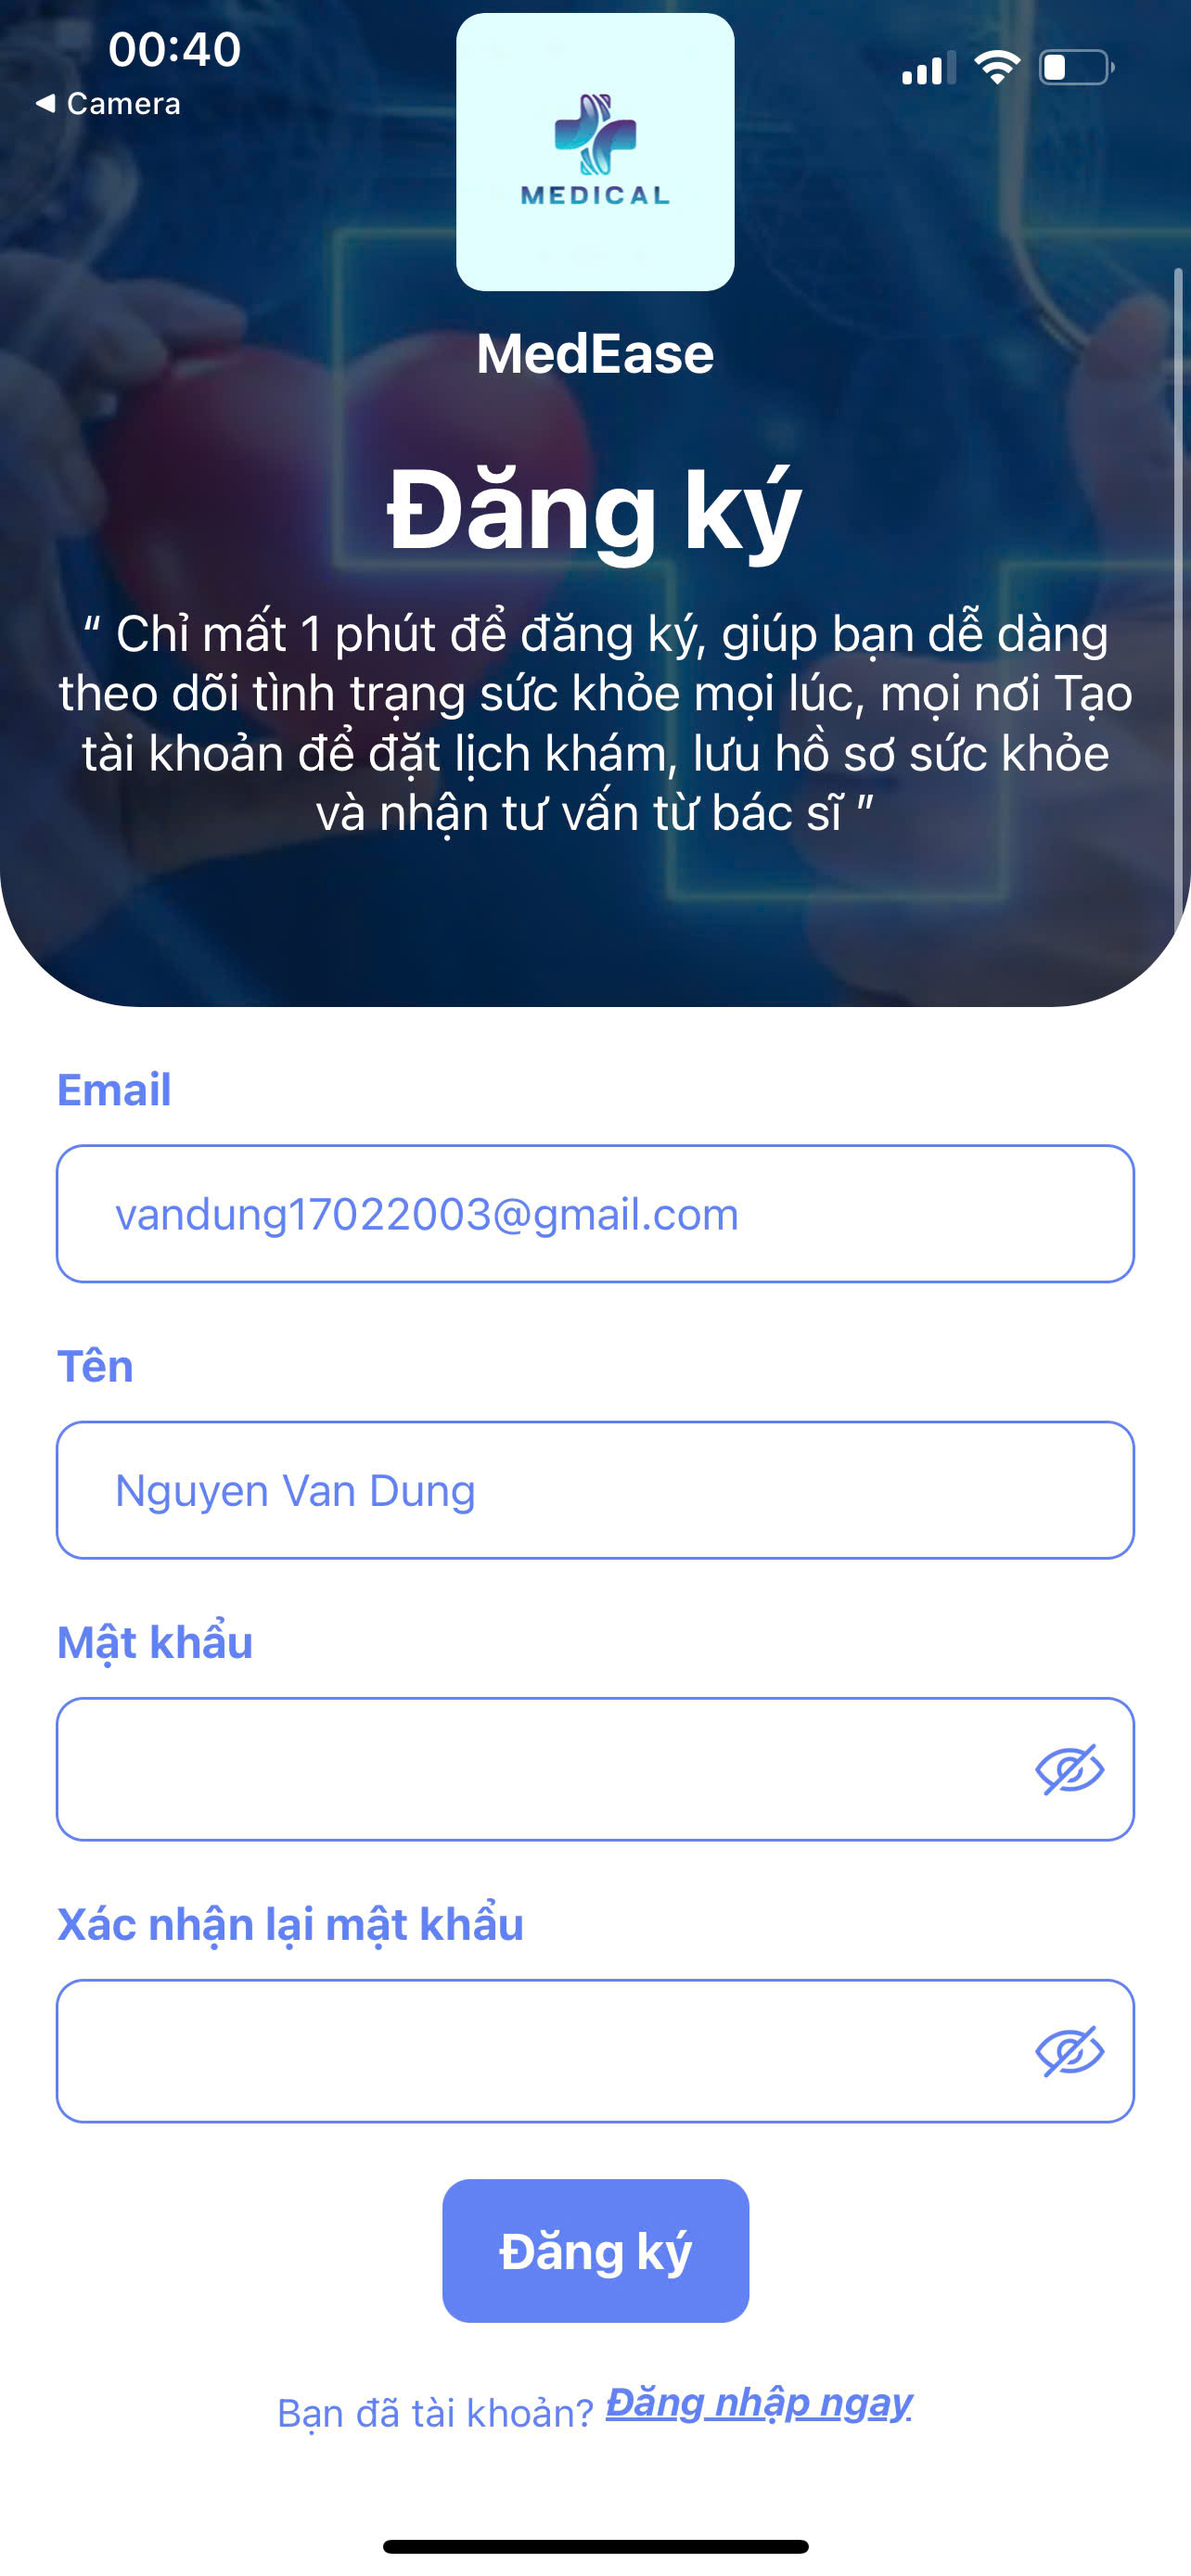 00:40
Camera
MEDICAL
MedEase
Đăng ký
“ Chỉ mất 1 phút để đăng ký, giúp bạn dễ dàng
theo dõi tình trạng sức khỏe mọi lúc, mọi nơi Tạo
tài khoản để đặt lịch khám, lưu hồ sơ sức khỏe
và nhận tư vấn từ bác sĩ ”
Email
vandung17022003@gmail.com
Tên
Nguyen Van Dung
Mật khẩu
Xác nhận lại mật khẩu
Đăng ký
Bạn đã tài khoản? Đăng nhập ngay